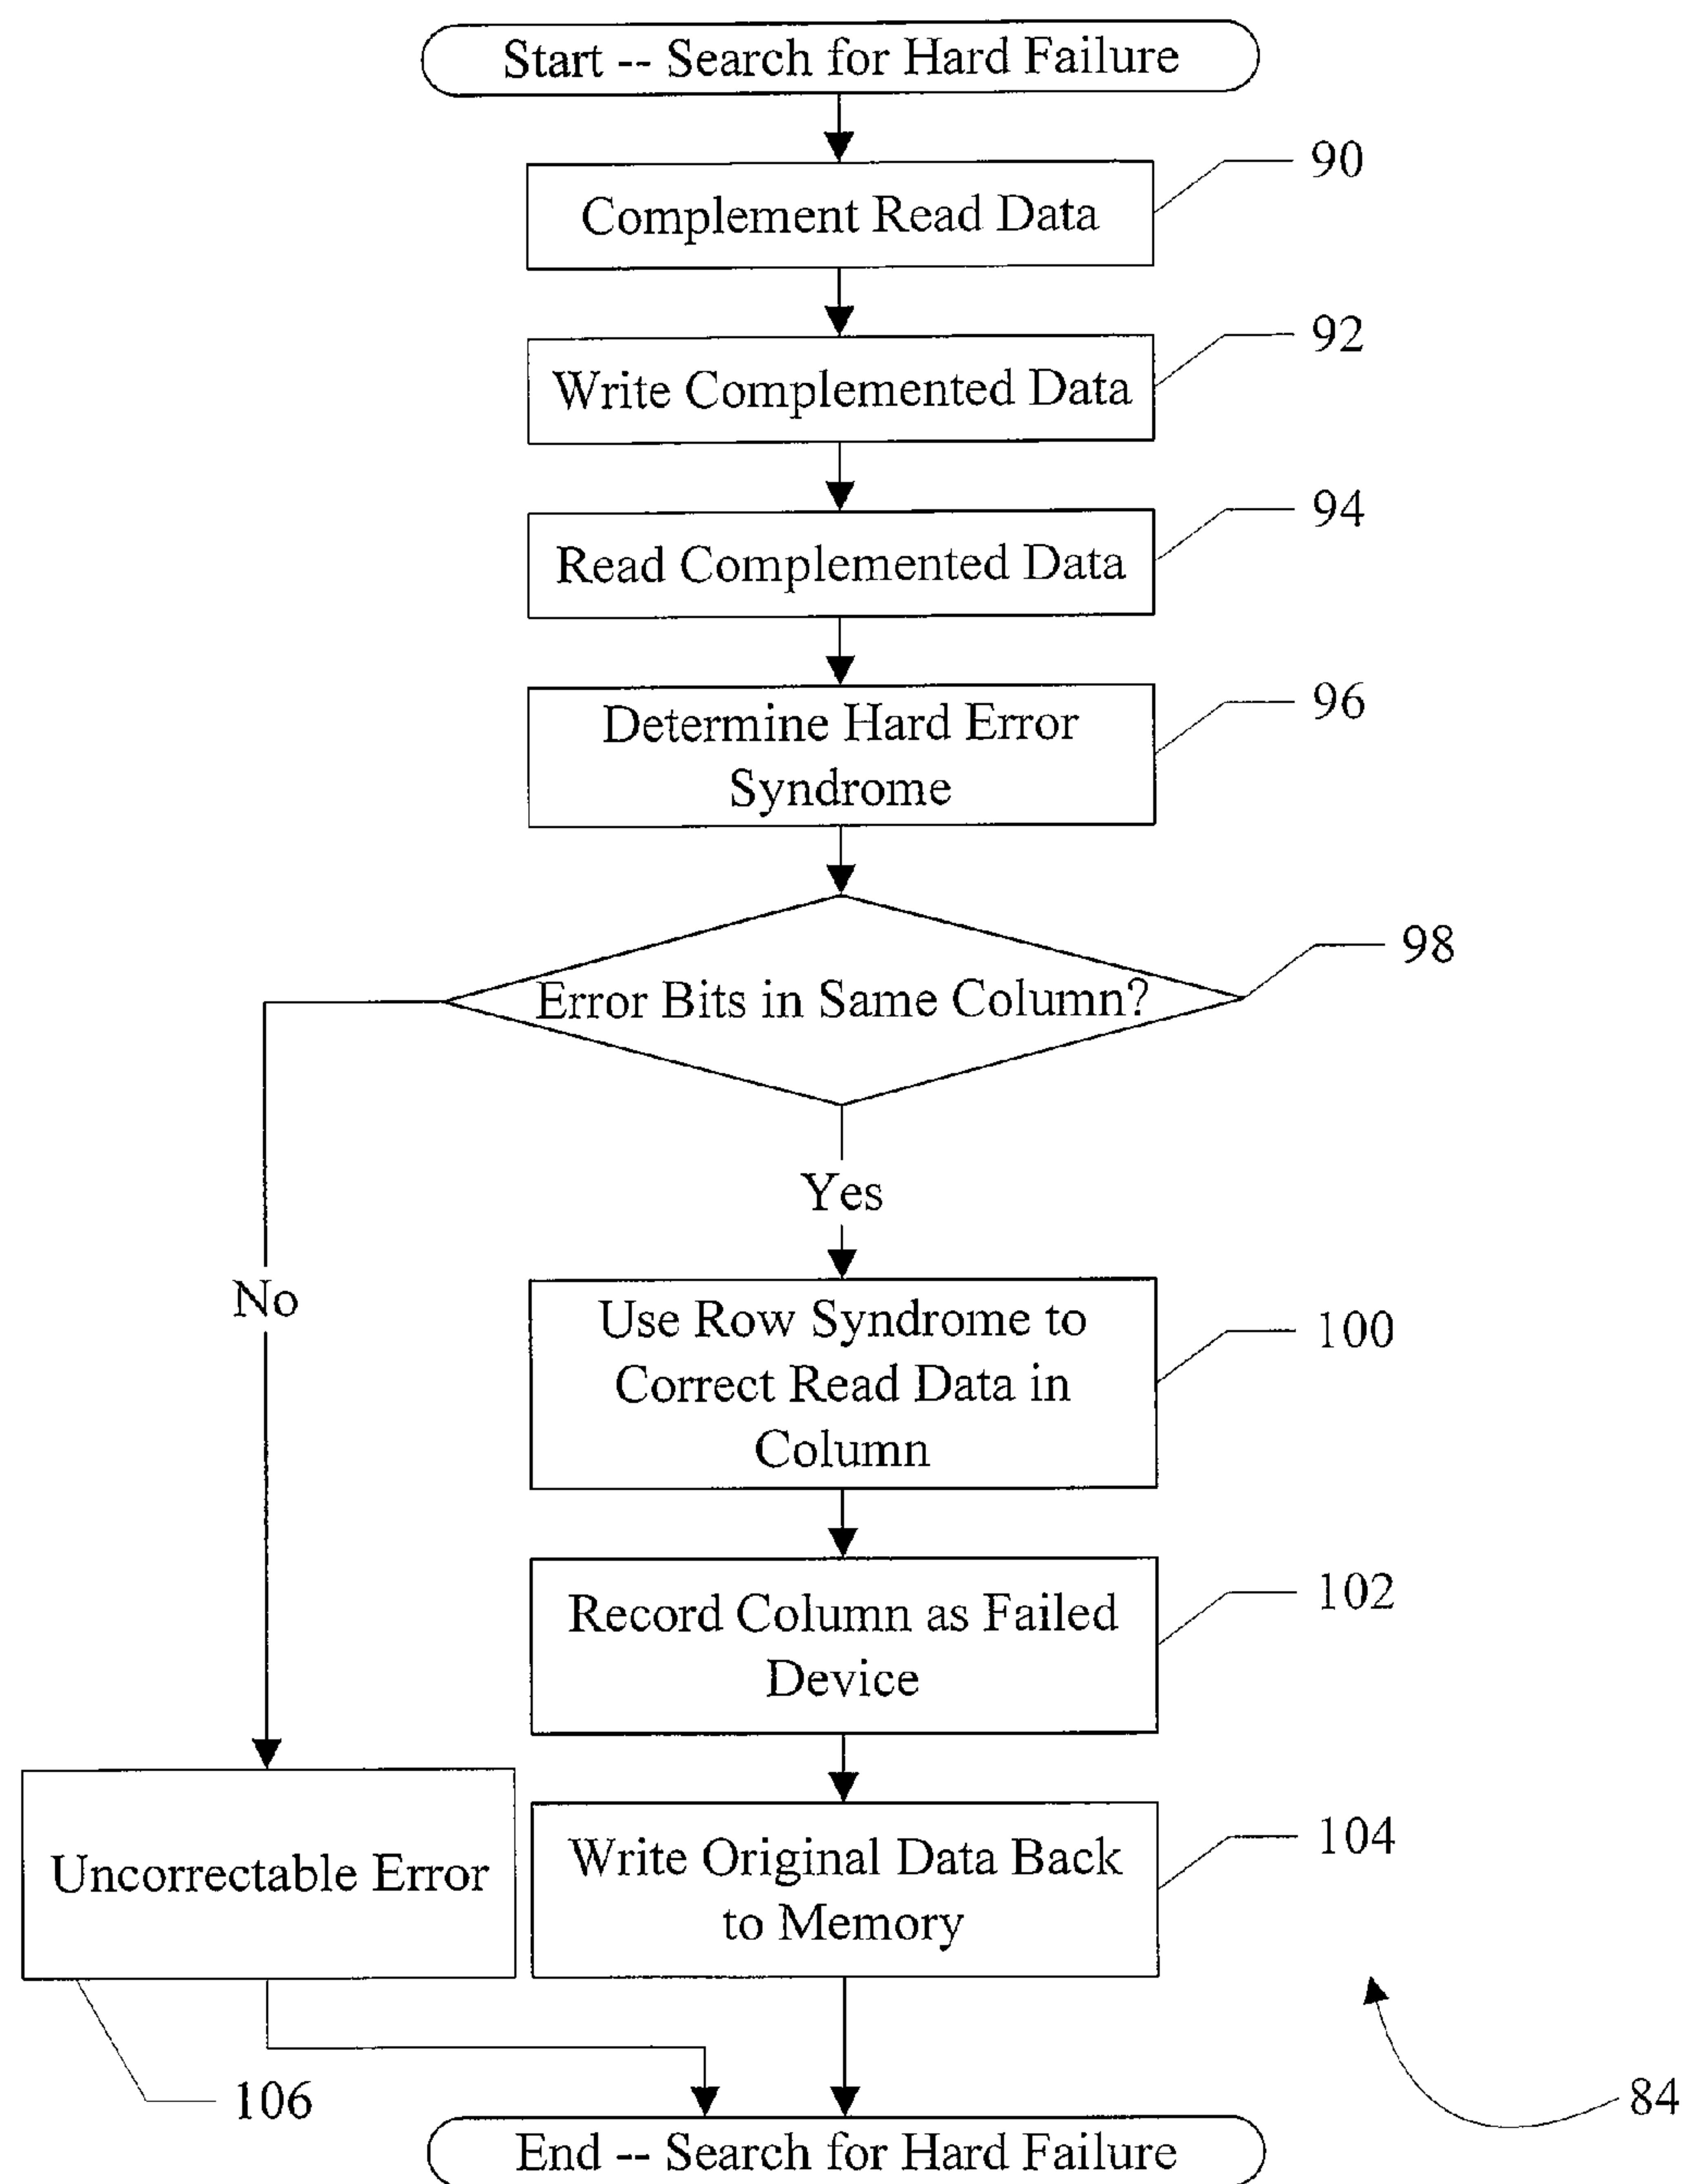 Start -- Search for Hard Failure
90
Complement Read Data
92
Write Complemented Data
94
Read Complemented Data
96
Determine Hard Error
Syndrome
98
Error Bits in Same Column?
Yes
No
Use Row Syndrome to
Correct Read Data in
Column
100
Record Column as Failed
Device
102
Uncorrectable Error
Write Original Data Back
to Memory
104
106
84
End -- Search for Hard Failure